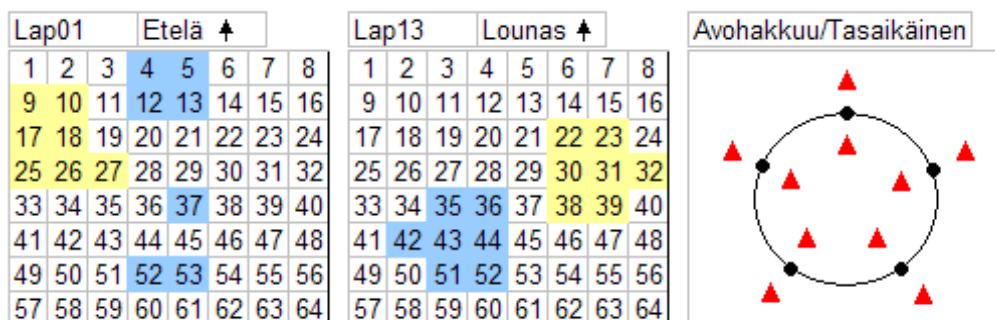 Lap01 Etelä Lap13 Lounas Avohakkuu/Tasaikäinen
1 2 3 4 5 6 7 8 1 2 3 4 5 6 7 8
9 10 11 12 13 14 15 16 9 10 11 12 13 14 15 16
17 18 19 20 21 22 23 24 17 18 19 20 21 22 23 24
25 26 27 28 29 30 31 32 25 26 27 28 29 30 31 32
33 34 35 36 37 38 39 40 33 34 35 36 37 38 39 40
41 42 43 44 45 46 47 48 41 42 43 44 45 46 47 48
49 50 51 52 53 54 55 56 49 50 51 52 53 54 55 56
57 58 59 60 61 62 63 64 57 58 59 60 61 62 63 64